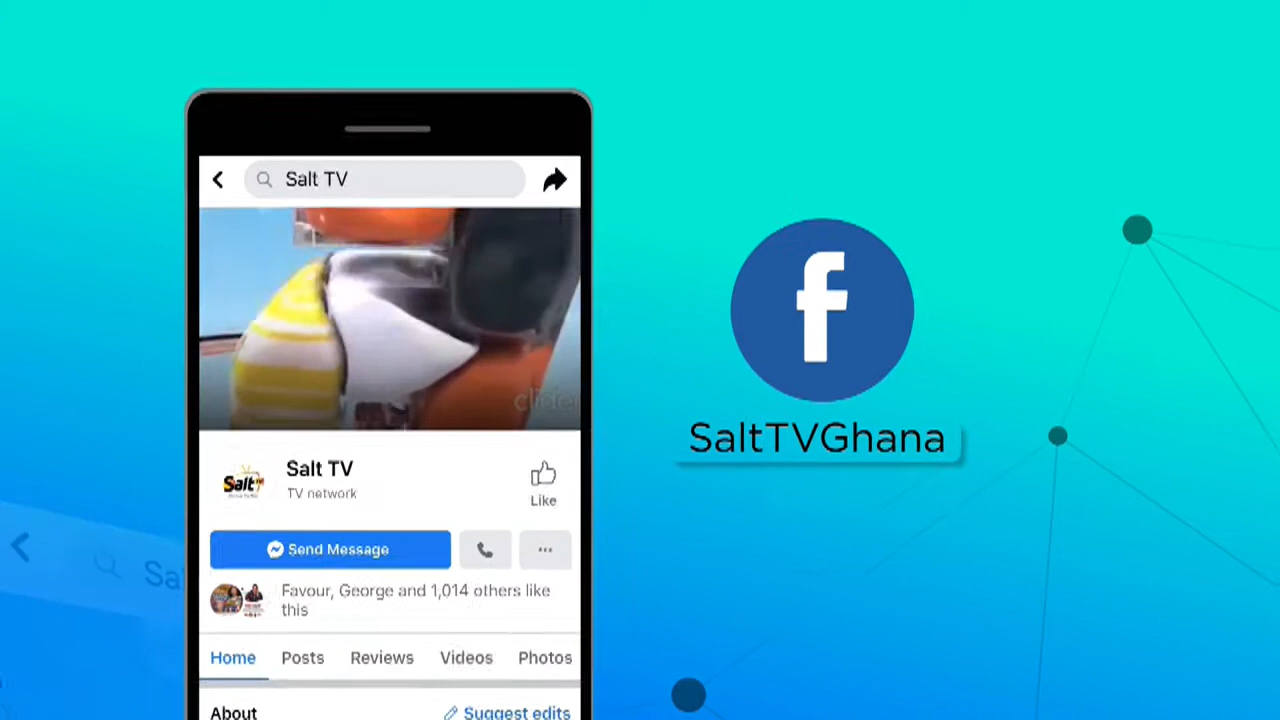 Salt TV
SaltTVGhana
Salt
Salt TV
TV network
Like
Send Message
Favour, George and 1,014 others like
this
Home Posts Reviews Videos Photos
About Suggest edits